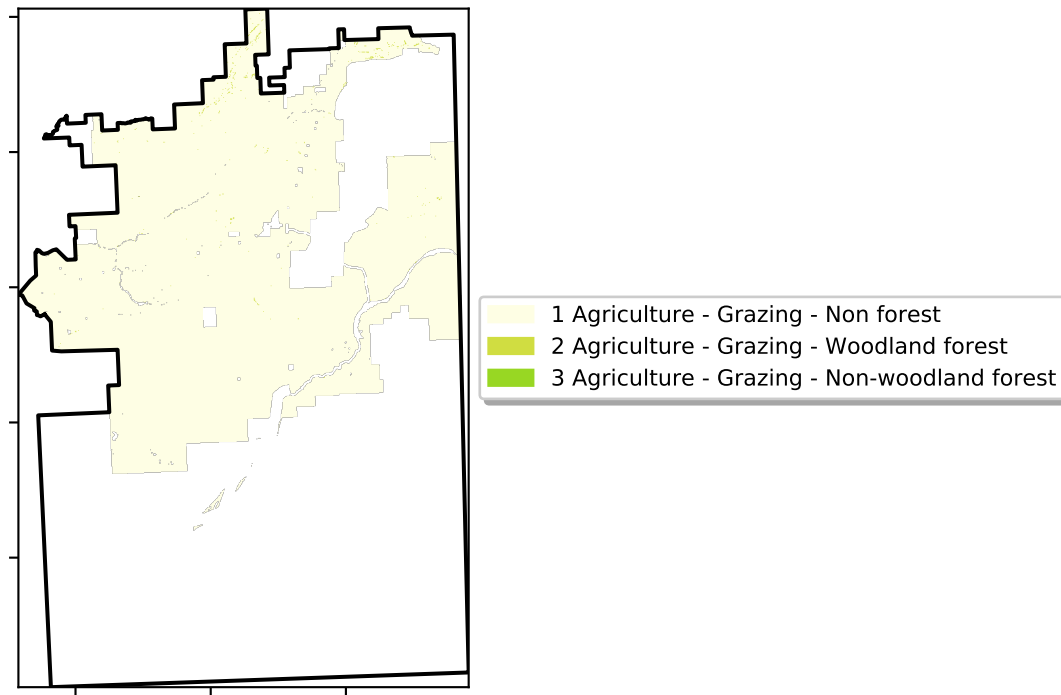 1 Agriculture - Grazing - Non forest
2 Agriculture - Grazing - Woodland forest
3 Agriculture - Grazing - Non-woodland forest